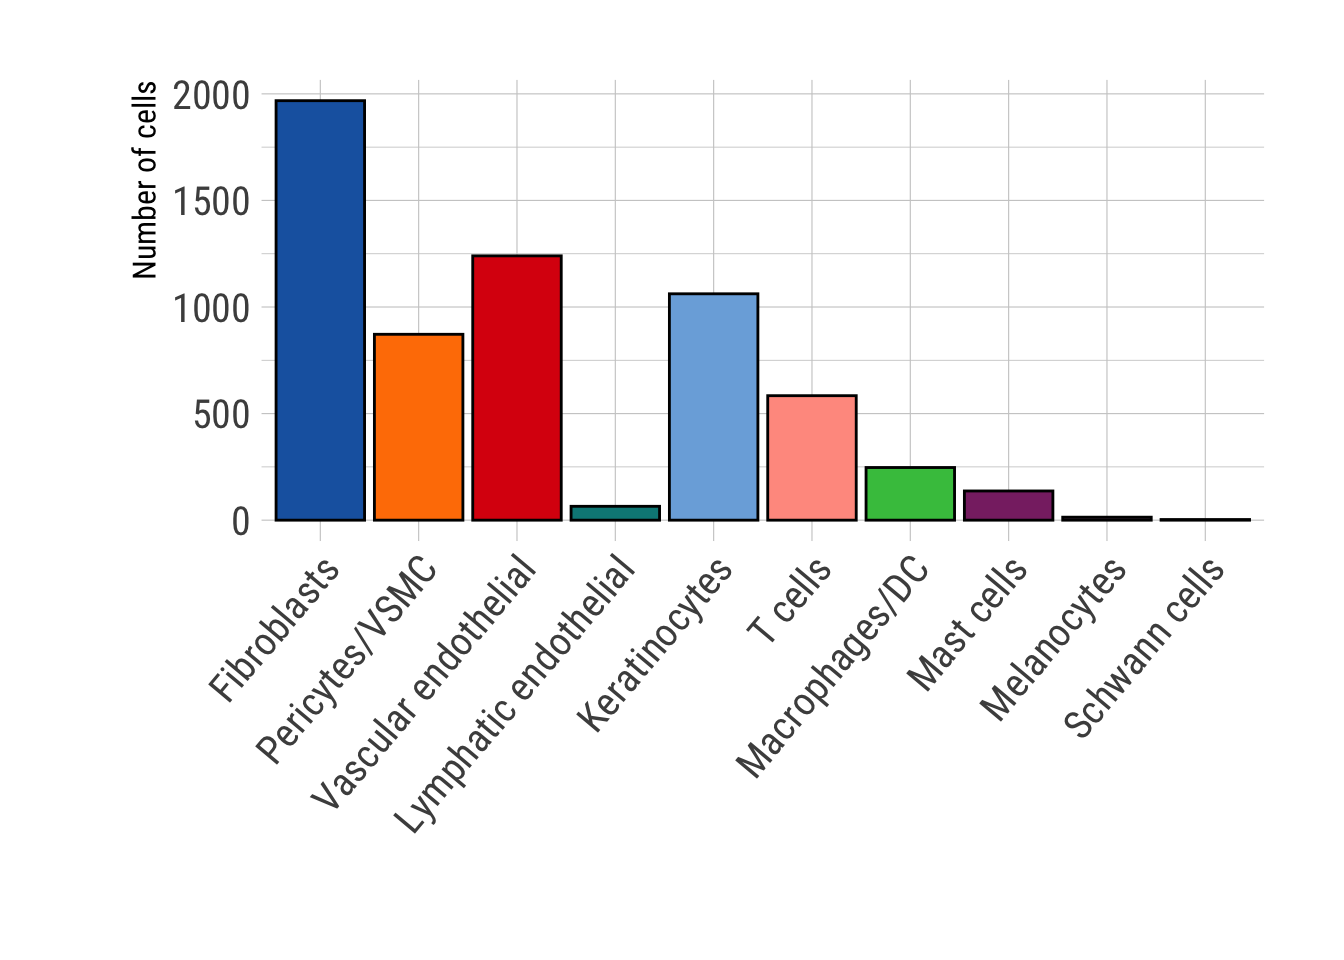 Number of cells
2000
1500
1000
500
0
Fibroblasts
Pericytes/VSMC
Vascular endothelial
Lymphatic endothelial
Keratinocytes
T cells
Macrophages/DC
Mast cells
Melanocytes
Schwann cells